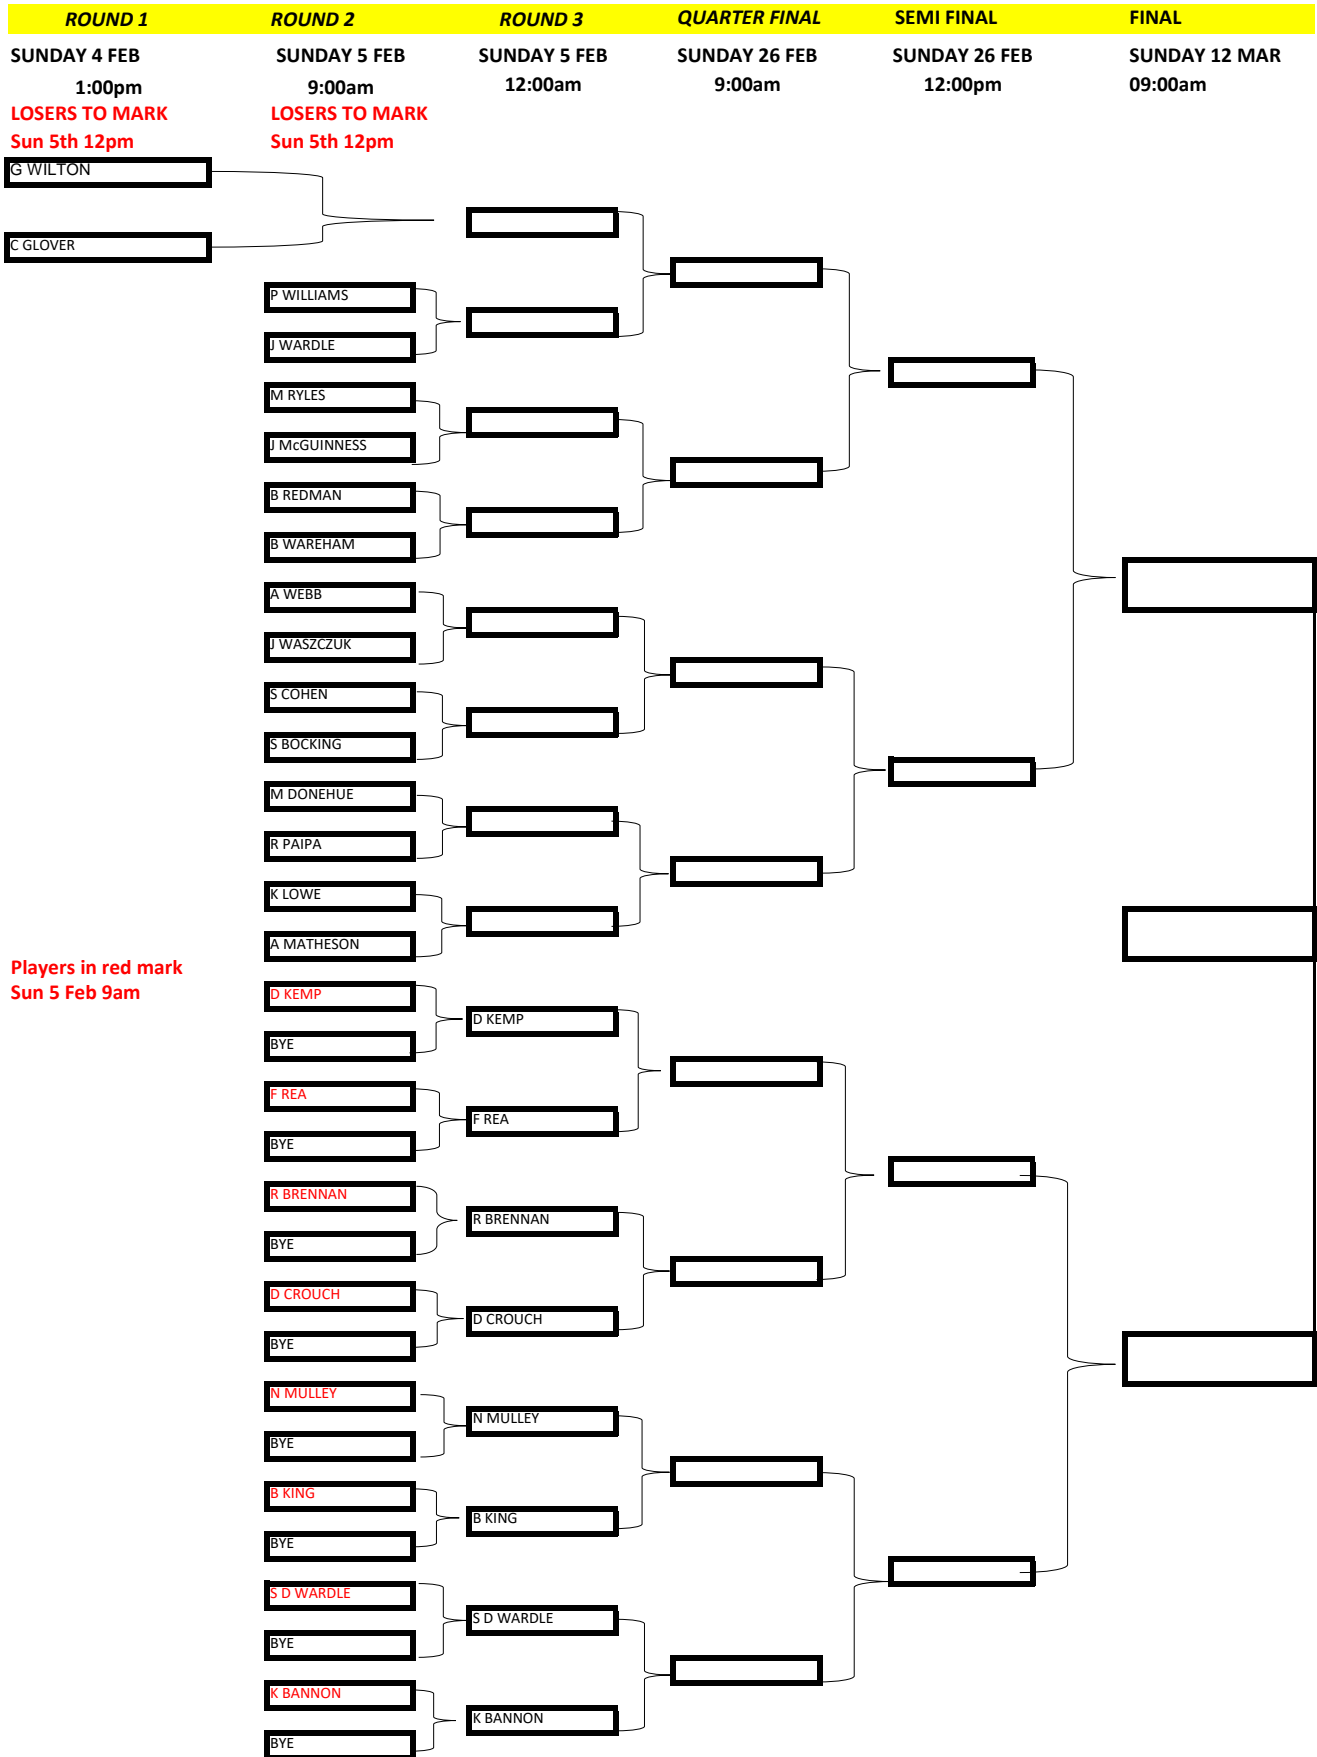 ROUND 1 ROUND 2 ROUND 3 QUARTER FINAL SEMI FINAL FINAL
SUNDAY 4 FEB SUNDAY 5 FEB SUNDAY 5 FEB SUNDAY 26 FEB SUNDAY 26 FEB SUNDAY 12 MAR
1:00pm 9:00am 12:00am 9:00am 12:00pm 09:00am
LOSERS TO MARK LOSERS TO MARK
Sun 5th 12pm Sun 5th 12pm
G WILTON
C GLOVER
P WILLIAMS
J WARDLE
M RYLES
J McGUINNESS
B REDMAN
B WAREHAM
A WEBB
J WASZCZUK
S COHEN
S BOCKING
M DONEHUE
R PAIPA
K LOWE
A MATHESON
Players in red mark
Sun 5 Feb 9am
D KEMP
D KEMP
BYE
F REA
F REA
BYE
R BRENNAN
R BRENNAN
BYE
D CROUCH
D CROUCH
BYE
N MULLEY
N MULLEY
BYE
B KING
B KING
BYE
S D WARDLE
S D WARDLE
BYE
K BANNON
K BANNON
BYE